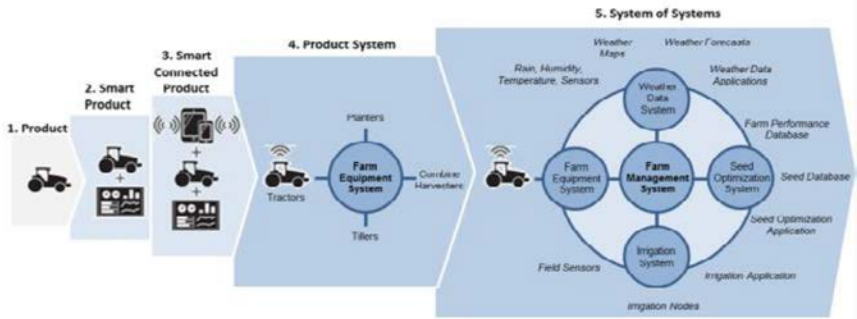 1. Product
2. Smart
Product
3. Smart
Connected
Product
4. Product System
Planters
Farm
Equipment
System
Tractors
Combine
Harvesters
Tillers
5. System of Systems
Weather
Maps
Weather Forecasts
Rain, Humidity,
Temperature, Sensors
Weather
Data
System
Weather Data
Applications
Farm Performance
Database
Farm
Equipment
System
Farm
Management
System
Seed
Optimization
System
Seed Database
Seed Optimization
Application
Irrigation
System
Field Sensors
Irrigation Application
Irrigation Nodes